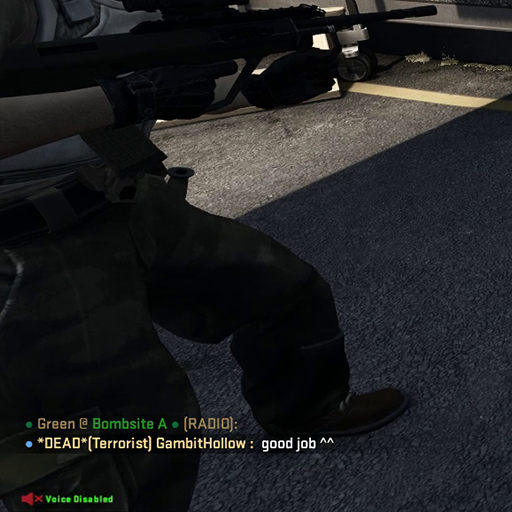 ● Green @ Bombsite A ● (RADIO):
● *DEAD*(Terrorist) GambitHollow : good job ^^
Voice Disabled